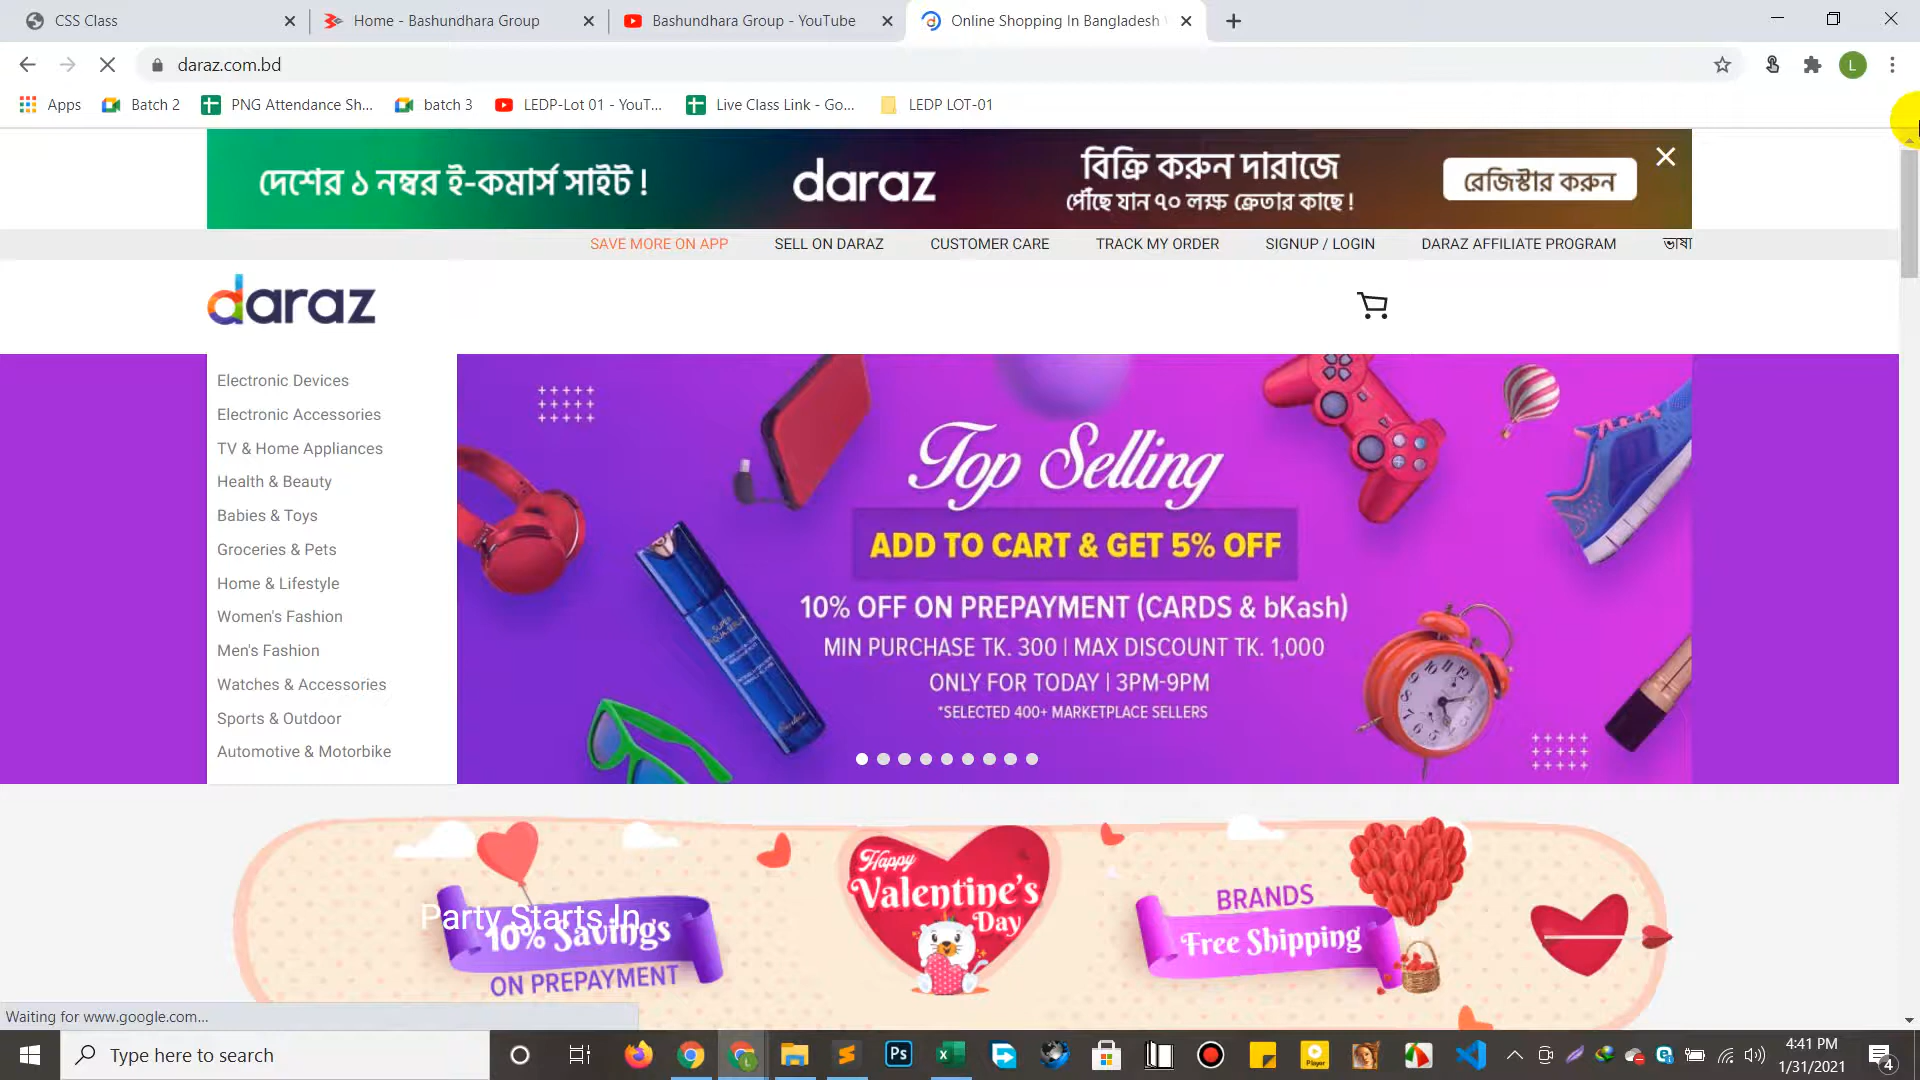 CSS Class
Home - Bashundhara Group
Bashundhara Group - YouTube
Online Shopping In Bangladesh
daraz.com.bd
L
Apps
Batch 2
PNG Attendance Sh...
batch 3
LEDP-Lot 01 - YouT...
Live Class Link - Go...
LEDP LOT-01
দেশের ১ নম্বর ই-কমার্স সাইট !
daraz
বিক্রি করুন দারাজে
পৌঁছে যান ৭০ লক্ষ ক্রেতার কাছে !
রেজিস্টার করুন
SAVE MORE ON APP
SELL ON DARAZ
CUSTOMER CARE
TRACK MY ORDER
SIGNUP / LOGIN
DARAZ AFFILIATE PROGRAM
ভাষা
daraz
Electronic Devices
Electronic Accessories
TV & Home Appliances
Health & Beauty
Babies & Toys
Groceries & Pets
Home & Lifestyle
Women's Fashion
Men's Fashion
Watches & Accessories
Sports & Outdoor
Automotive & Motorbike
Top Selling
ADD TO CART & GET 5% OFF
10% OFF ON PREPAYMENT (CARDS & bKash)
MIN PURCHASE TK. 300 | MAX DISCOUNT TK. 1,000
ONLY FOR TODAY | 3PM-9PM
*SELECTED 400+ MARKETPLACE SELLERS
Party Starts In
10% Savings
ON PREPAYMENT
Happy
Valentine's
Day
BRANDS
Free Shipping
Waiting for www.google.com...
Type here to search
Ps
Player
4:41 PM
1/31/2021
4